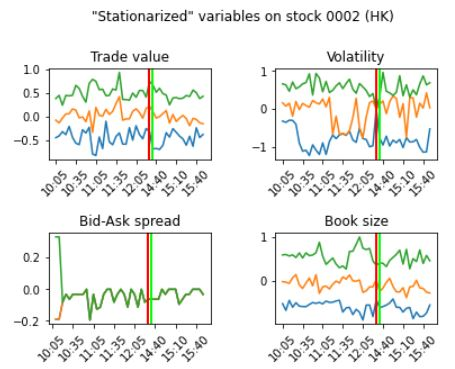 "Stationarized" variables on stock 0002 (HK)
Trade value
1.0
0.5
0.0
−0.5
10:05 10:35 11:05 11:35 12:05 14:40 15:10 15:40
Volatility
1
0
−1
10:05 10:35 11:05 11:35 12:05 14:40 15:10 15:40
Bid-Ask spread
0.2
0.0
−0.2
10:05 10:35 11:05 11:35 12:05 14:40 15:10 15:40
Book size
1
0
10:05 10:35 11:05 11:35 12:05 14:40 15:10 15:40